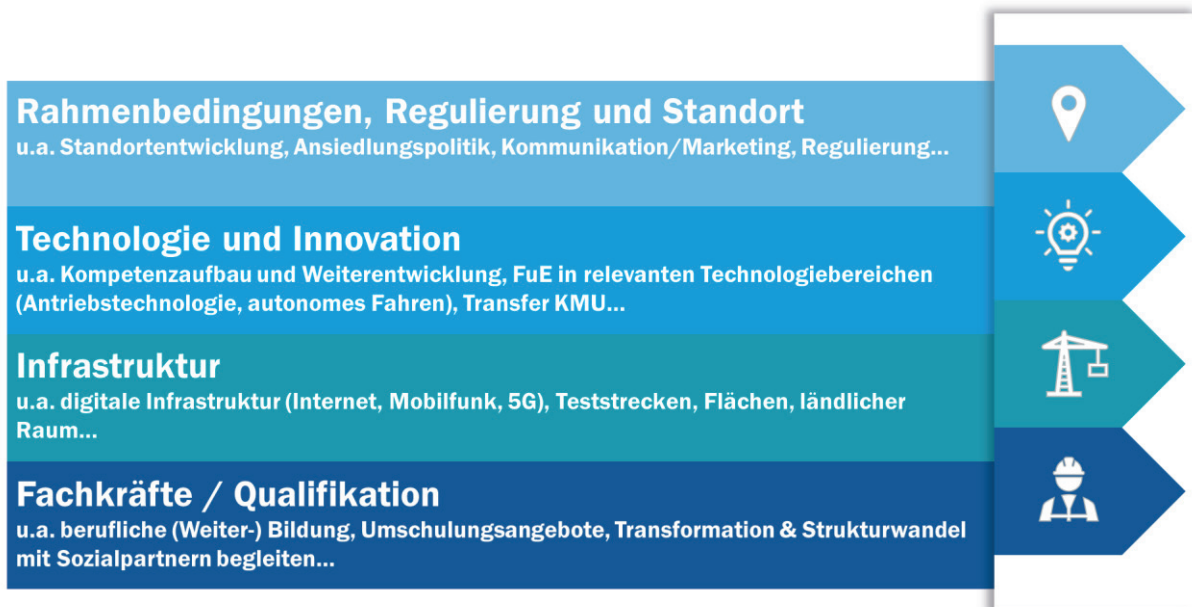 Rahmenbedingungen, Regulierung und Standort
u.a. Standortentwicklung, Ansiedlungspolitik, Kommunikation/Marketing, Regulierung...
Technologie und Innovation
u.a. Kompetenzaufbau und Weiterentwicklung, FuE in relevanten Technologiebereichen
(Antriebstechnologie, autonomes Fahren), Transfer KMU...
Infrastruktur
u.a. digitale Infrastruktur (Internet, Mobilfunk, 5G), Teststrecken, Flächen, ländlicher
Raum...
Fachkräfte / Qualifikation
u.a. berufliche (Weiter-) Bildung, Umschulungsangebote, Transformation & Strukturwandel
mit Sozialpartnern begleiten...